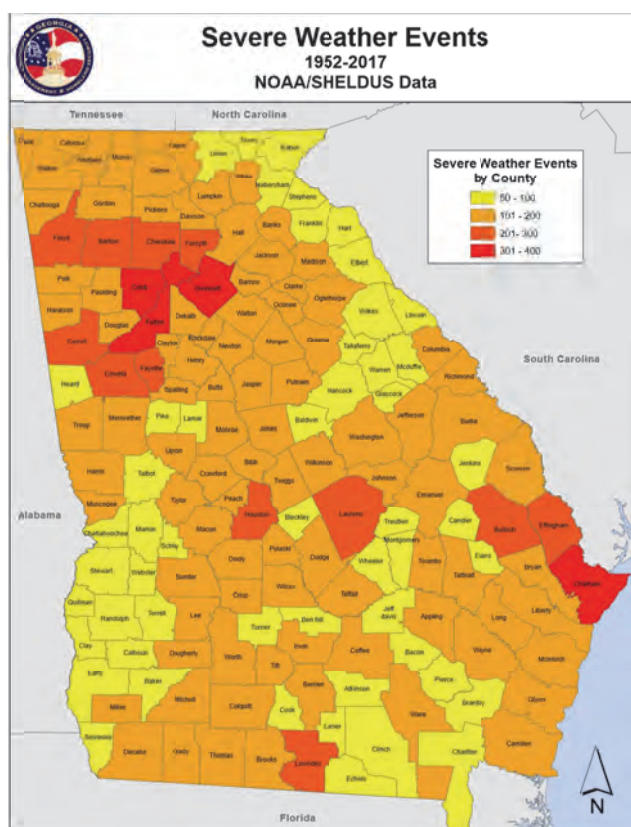 Severe Weather Events
1952-2017
NOAA/SHELDUS Data
Tennessee
North Carolina
Severe Weather Events
by County
50 - 100
101 - 200
201 - 300
301 - 400
Union
Towns
Rabun
Gilmer
Lumpkin
Habersham
Stephens
Chattooga
Gordon
Pickens
Dawson
Hall
Banks
Franklin
Hart
Floyd
Bartow
Cherokee
Forsyth
Jackson
Madison
Elbert
Polk
Paulding
Cobb
Gwinnett
Barrow
Clarke
Oglethorpe
Haralson
Douglas
Fulton
Dekalb
Walton
Oconee
Wilkes
Lincoln
Carroll
Clayton
Rockdale
Newton
Morgan
Greene
Taliaferro
Columbia
South Carolina
Heard
Coweta
Fayette
Henry
Spalding
Butts
Jasper
Putnam
Hancock
Warren
Mcduffie
Glascock
Richmond
Troup
Meriwether
Pike
Lamar
Monroe
Jones
Baldwin
Washington
Jefferson
Burke
Upson
Harris
Talbot
Crawford
Bibb
Twiggs
Wilkinson
Johnson
Jenkins
Screven
Alabama
Muscogee
Taylor
Peach
Houston
Bleckley
Laurens
Emanuel
Chattahoochee
Marion
Schley
Macon
Treutlen
Candler
Bulloch
Effingham
Stewart
Webster
Sumter
Dooly
Pulaski
Dodge
Wheeler
Montgomery
Toombs
Tattnall
Evans
Bryan
Chatham
Quitman
Randolph
Terrell
Lee
Crisp
Wilcox
Telfair
Jeff
davis
Appling
Long
Liberty
Clay
Calhoun
Dougherty
Worth
Turner
Ben hill
Irwin
Coffee
Bacon
Wayne
Mcintosh
Early
Baker
Mitchell
Tift
Berrien
Atkinson
Pierce
Brantley
Glynn
Miller
Colquitt
Cook
Lanier
Ware
Seminole
Decatur
Grady
Thomas
Brooks
Lowndes
Clinch
Echols
Charlton
Camden
Florida
N